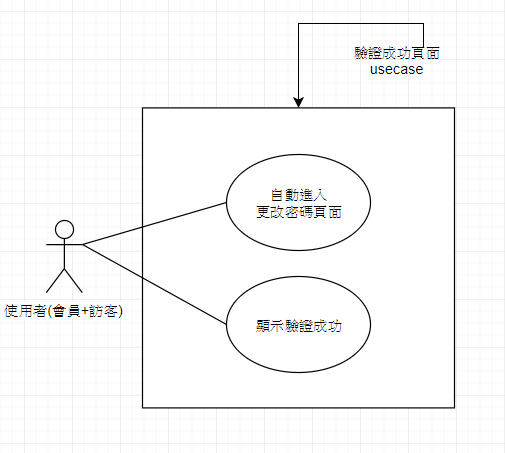 驗證成功頁面
usecase
自動進入
更改密碼頁面
使用者(會員+訪客)
顯示驗證成功